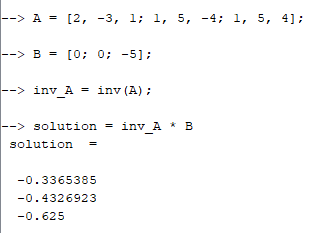 --> A = [2, -3, 1; 1, 5, -4; 1, 5, 4];
--> B = [0; 0; -5];
--> inv_A = inv(A);
--> solution = inv_A * B
solution  =
-0.3365385
-0.4326923
-0.625